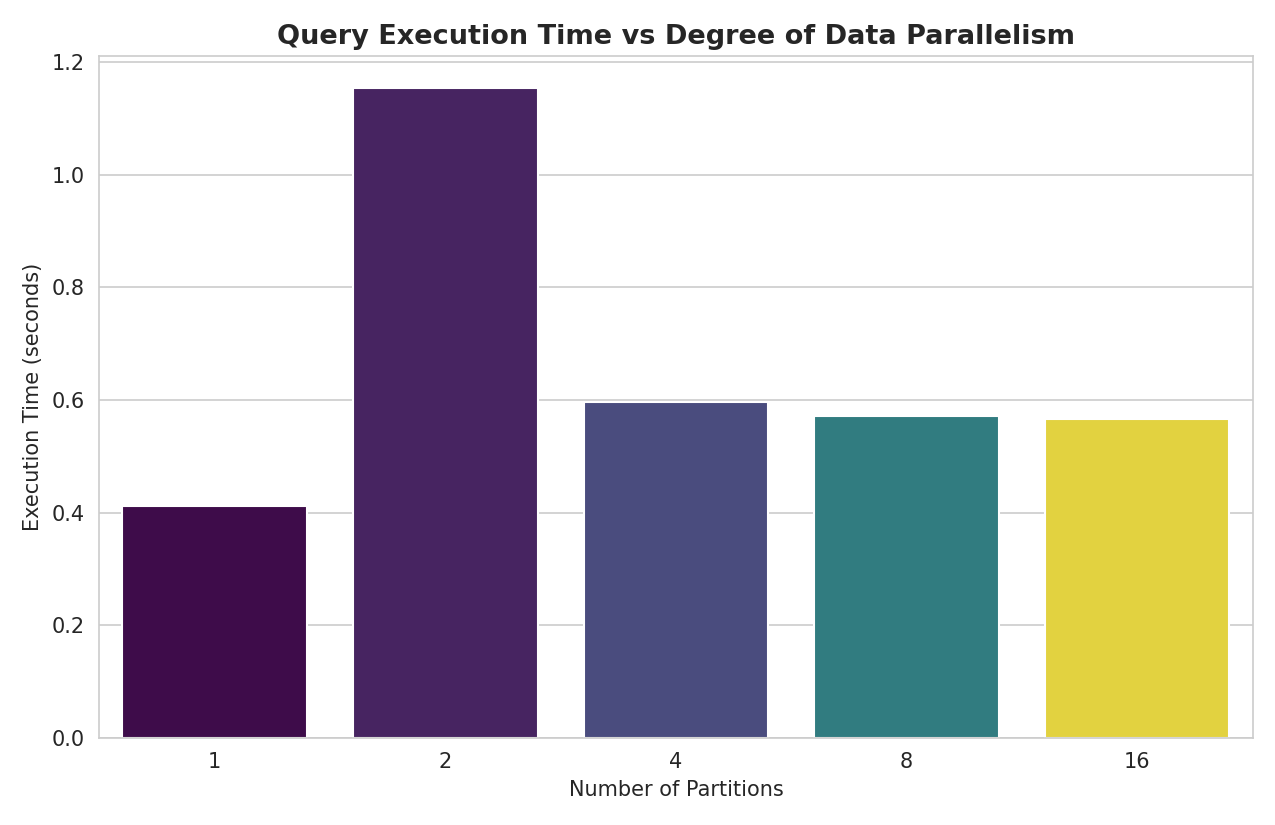 Query Execution Time vs Degree of Data Parallelism
1.2
1.0
0.8
0.6
0.4
0.2
0.0
Execution Time (seconds)
1 2 4 8 16
Number of Partitions